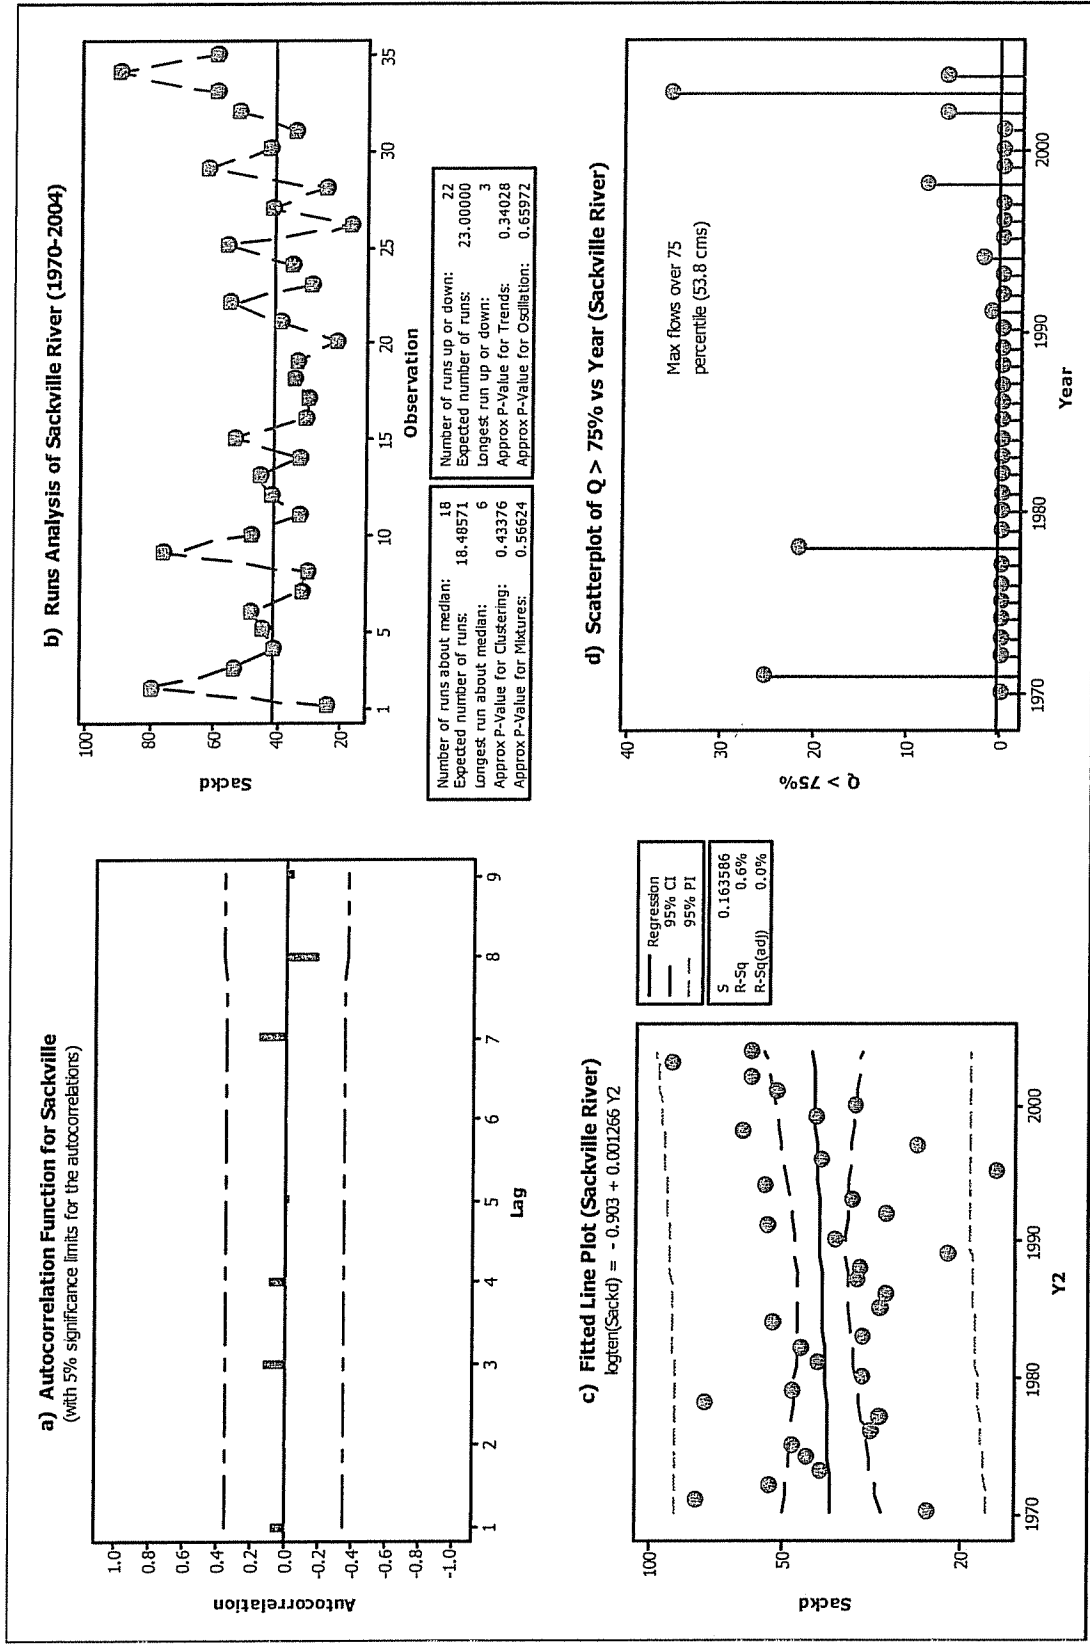 a) Autocorrelation Function for Sackville
(with 5% significance limits for the autocorrelations)
Autocorrelation
1.0
0.8
0.6
0.4
0.2
0.0
-0.2
-0.4
-0.6
-0.8
-1.0
1 2 3 4 5 6 7 8 9
Lag
b) Runs Analysis of Sackville River (1970-2004)
Sackd
100
80
60
40
20
1 5 10 15 20 25 30 35
Observation
Number of runs about median: 18
Expected number of runs: 18.48571
Longest run about median: 6
Approx P-Value for Clustering: 0.43376
Approx P-Value for Mixtures: 0.56624
Number of runs up or down: 22
Expected number of runs: 23.00000
Longest run up or down: 3
Approx P-Value for Trends: 0.34028
Approx P-Value for Oscillation: 0.65972
c) Fitted Line Plot (Sackville River)
logten(Sackd) = - 0.903 + 0.001266 Y2
Sackd
100
50
20
1970 1980 1990 2000
Y2
Regression
95% CI
95% PI
S 0.163586
R-Sq 0.6%
R-Sq(adj) 0.0%
d) Scatterplot of Q > 75% vs Year (Sackville River)
Max flows over 75
percentile (53.8 cms)
Q > 75%
40
30
20
10
0
1970 1980 1990 2000
Year